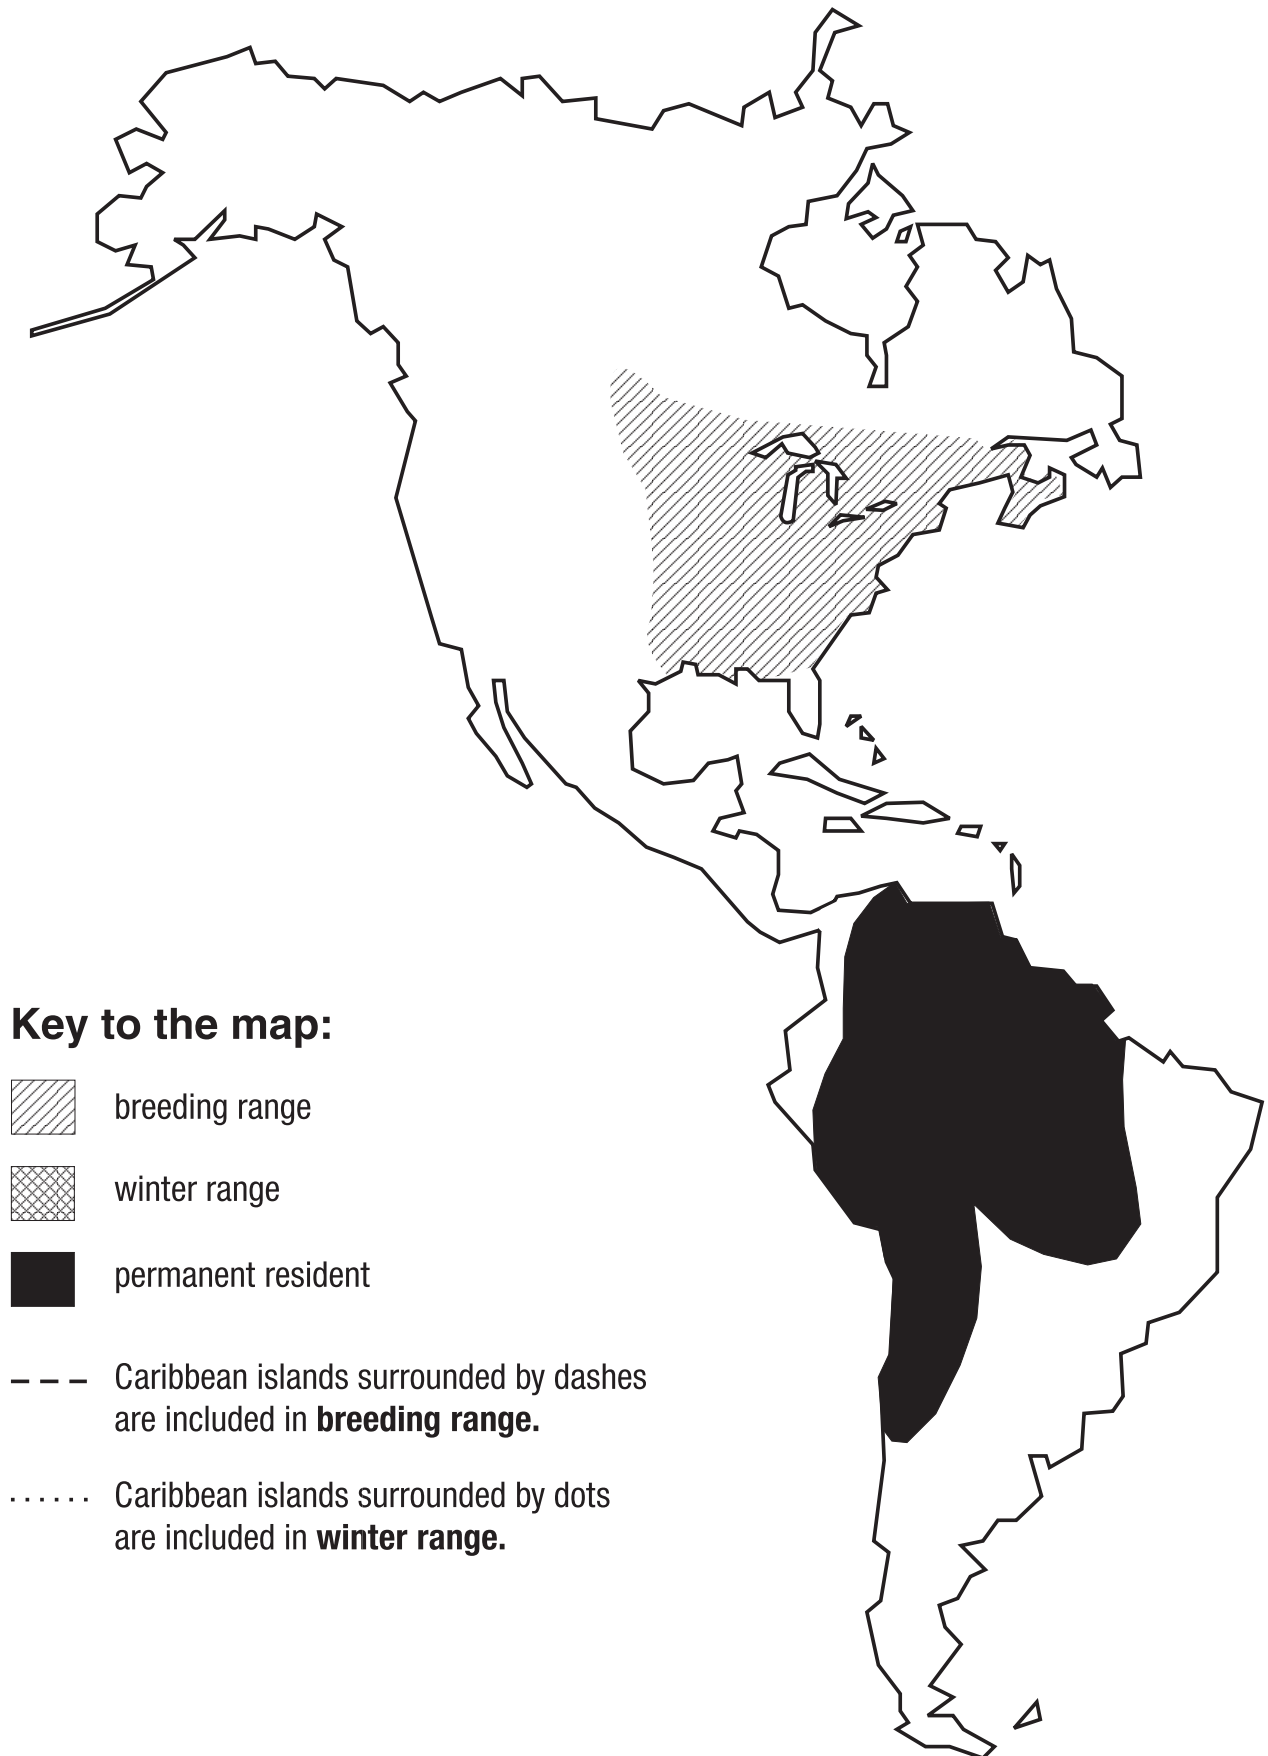 Key to the map:
breeding range
winter range
permanent resident
Caribbean islands surrounded by dashes
are included in breeding range.
Caribbean islands surrounded by dots
are included in winter range.